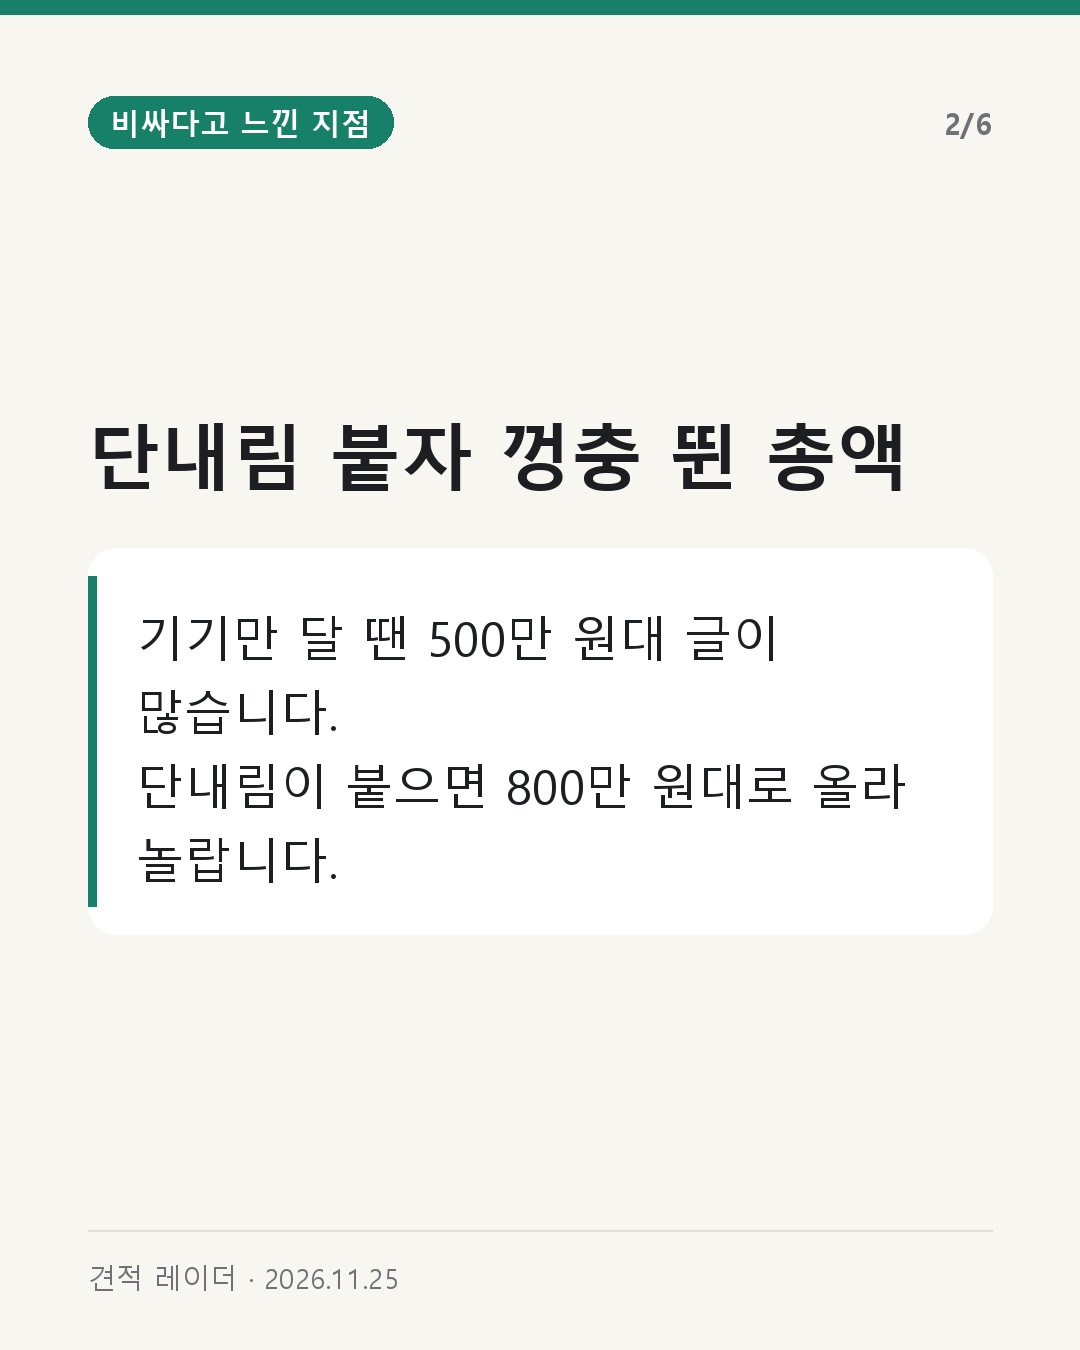 비싸다고 느낀 지점
2/6
단내림 붙자 껑충 뛴 총액
기기만 달 땐 500만 원대 글이
많습니다.
단내림이 붙으면 800만 원대로 올라
놀랍니다.
견적 레이더 · 2026.11.25